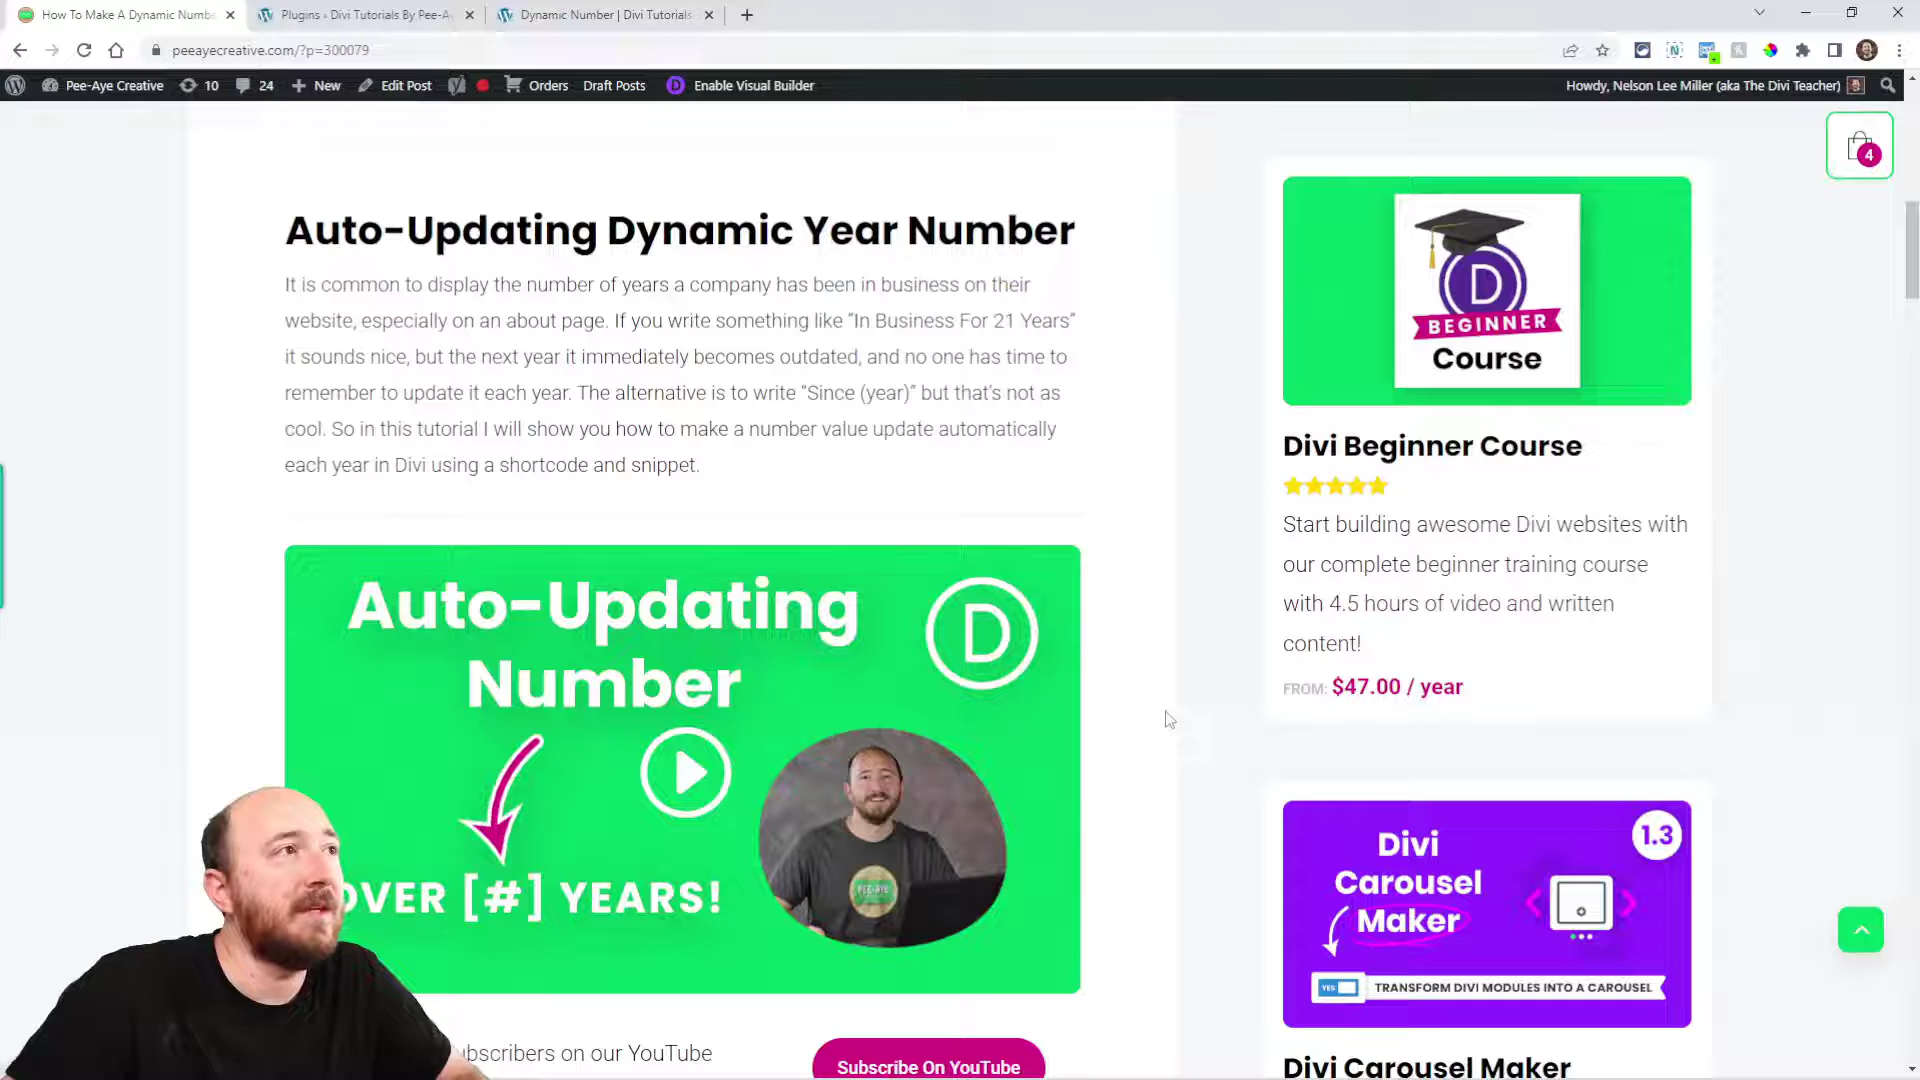 How To Make A Dynamic Numb
Plugins ‹ Divi Tutorials By Pee-A
Dynamic Number | Divi Tutorials
peeayecreative.com/?p=300079
Pee-Aye Creative
10
24
New
Edit Post
Orders
Draft Posts
Enable Visual Builder
Howdy, Nelson Lee Miller (aka The Divi Teacher)
4
Auto-Updating Dynamic Year Number
It is common to display the number of years a company has been in business on their
website, especially on an about page. If you write something like “In Business For 21 Years”
it sounds nice, but the next year it immediately becomes outdated, and no one has time to
remember to update it each year. The alternative is to write “Since (year)” but that's not as
cool. So in this tutorial I will show you how to make a number value update automatically
each year in Divi using a shortcode and snippet.
Auto-Updating
Number
D
OVER [#] YEARS!
PEE-AYE
ubscribers on our YouTube
Subscribe On YouTube
D
BEGINNER
Course
Divi Beginner Course
Start building awesome Divi websites with
our complete beginner training course
with 4.5 hours of video and written
content!
FROM: $47.00 / year
Divi
Carousel
Maker
1.3
YES
TRANSFORM DIVI MODULES INTO A CAROUSEL
Divi Carousel Maker